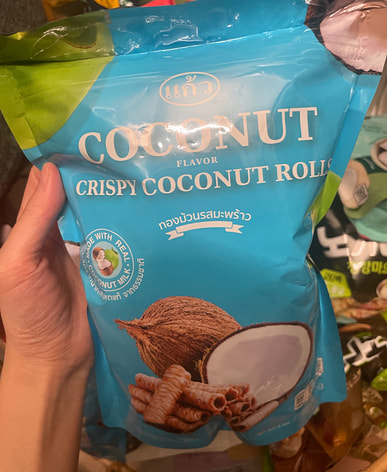 แก้ว
COCONUT
FLAVOR
CRISPY COCONUT ROLLS
ทองม้วนรสมะพร้าว
MADE WITH REAL
COCONUT MILK